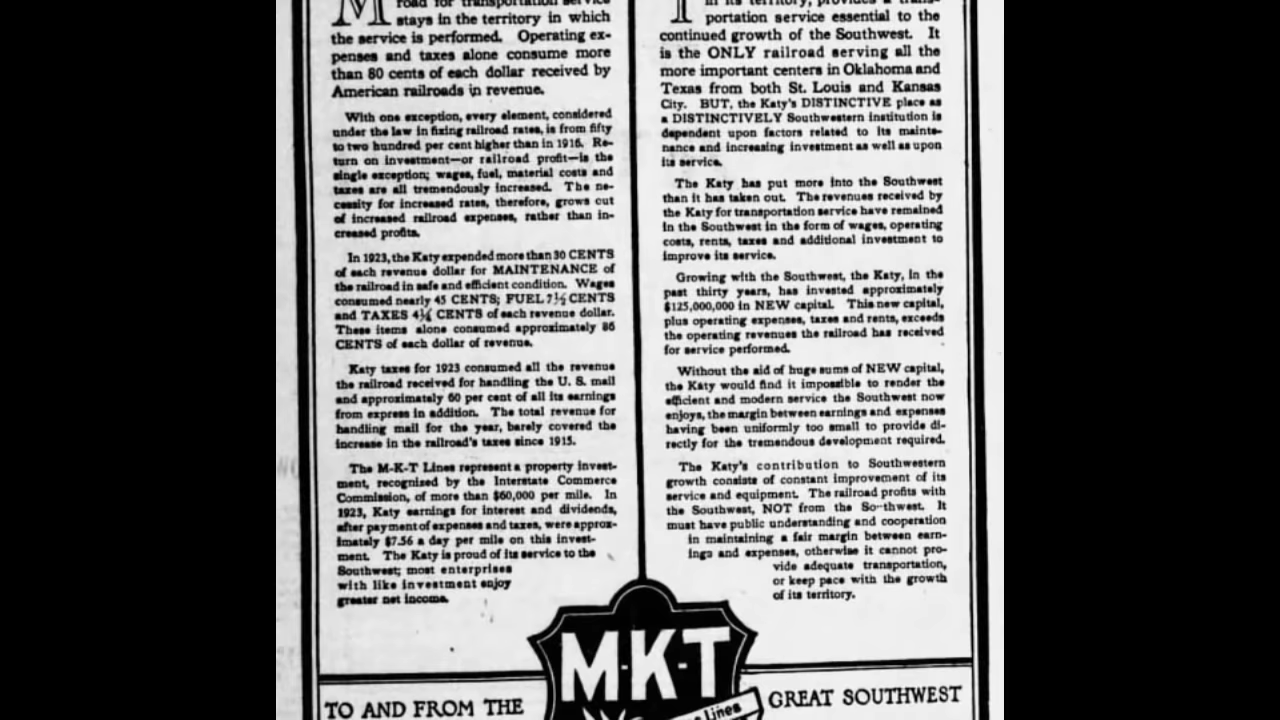 M road for transportation service
stays in the territory in which
the service is performed. Operating ex-
penses and taxes alone consume more
than 80 cents of each dollar received by
American railroads in revenue.
With one exception, every element, considered
under the law in fixing railroad rates, is from fifty
to two hundred per cent higher than in 1916. Re-
turn on investment—or railroad profit—is the
single exception; wages, fuel, material costs and
taxes are all tremendously increased. The ne-
cessity for increased rates, therefore, grows out
of increased railroad expenses, rather than in-
creased profits.
In 1923, the Katy expended more than 30 CENTS
of each revenue dollar for MAINTENANCE of
the railroad in safe and efficient condition. Wages
consumed nearly 45 CENTS; FUEL 7½ CENTS
and TAXES 4¼ CENTS of each revenue dollar.
These items alone consumed approximately 86
CENTS of each dollar of revenue.
Katy taxes for 1923 consumed all the revenue
the railroad received for handling the U. S. mail
and approximately 60 per cent of all its earnings
from express in addition. The total revenue for
handling mail for the year, barely covered the
increase in the railroad's taxes since 1915.
The M-K-T Lines represent a property invest-
ment, recognized by the Interstate Commerce
Commission, of more than $60,000 per mile. In
1923, Katy earnings for interest and dividends,
after payment of expenses and taxes, were approx-
imately $7.56 a day per mile on this invest-
ment. The Katy is proud of its service to the
Southwest; most enterprises
with like investment enjoy
greater net income.
in its territory, provides a trans-
portation service essential to the
continued growth of the Southwest. It
is the ONLY railroad serving all the
more important centers in Oklahoma and
Texas from both St. Louis and Kansas
City. BUT, the Katy's DISTINCTIVE place as
a DISTINCTIVELY Southwestern institution is
dependent upon factors related to its mainte-
nance and increasing investment as well as upon
its service.
The Katy has put more into the Southwest
than it has taken out. The revenues received by
the Katy for transportation service have remained
in the Southwest in the form of wages, operating
costs, rents, taxes and additional investment to
improve its service.
Growing with the Southwest, the Katy, in the
past thirty years, has invested approximately
$125,000,000 in NEW capital. This new capital,
plus operating expenses, taxes and rents, exceeds
the operating revenues the railroad has received
for service performed.
Without the aid of huge sums of NEW capital,
the Katy would find it impossible to render the
efficient and modern service the Southwest now
enjoys, the margin between earnings and expenses
having been uniformly too small to provide di-
rectly for the tremendous development required.
The Katy's contribution to Southwestern
growth consists of constant improvement of its
service and equipment. The railroad profits with
the Southwest, NOT from the Southwest. It
must have public understanding and cooperation
in maintaining a fair margin between earn-
ings and expenses, otherwise it cannot pro-
vide adequate transportation,
or keep pace with the growth
of its territory.
M-K-T
Lines
TO AND FROM THE
GREAT SOUTHWEST